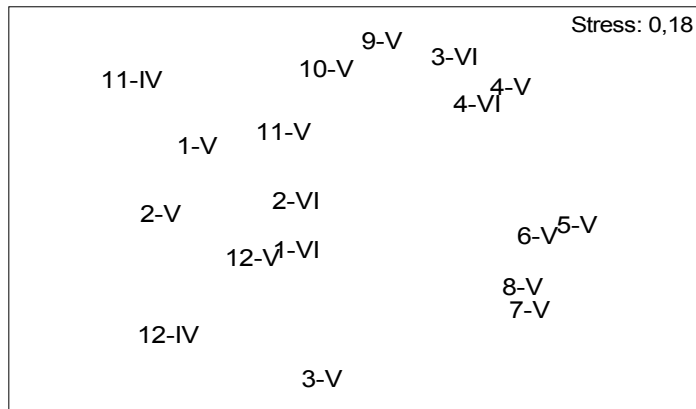 Stress: 0,18
9-V
3-VI
10-V
11-IV
4-V
4-VI
11-V
1-V
2-VI
2-V
5-V
6-V
1-VI
12-V
8-V
7-V
12-IV
3-V